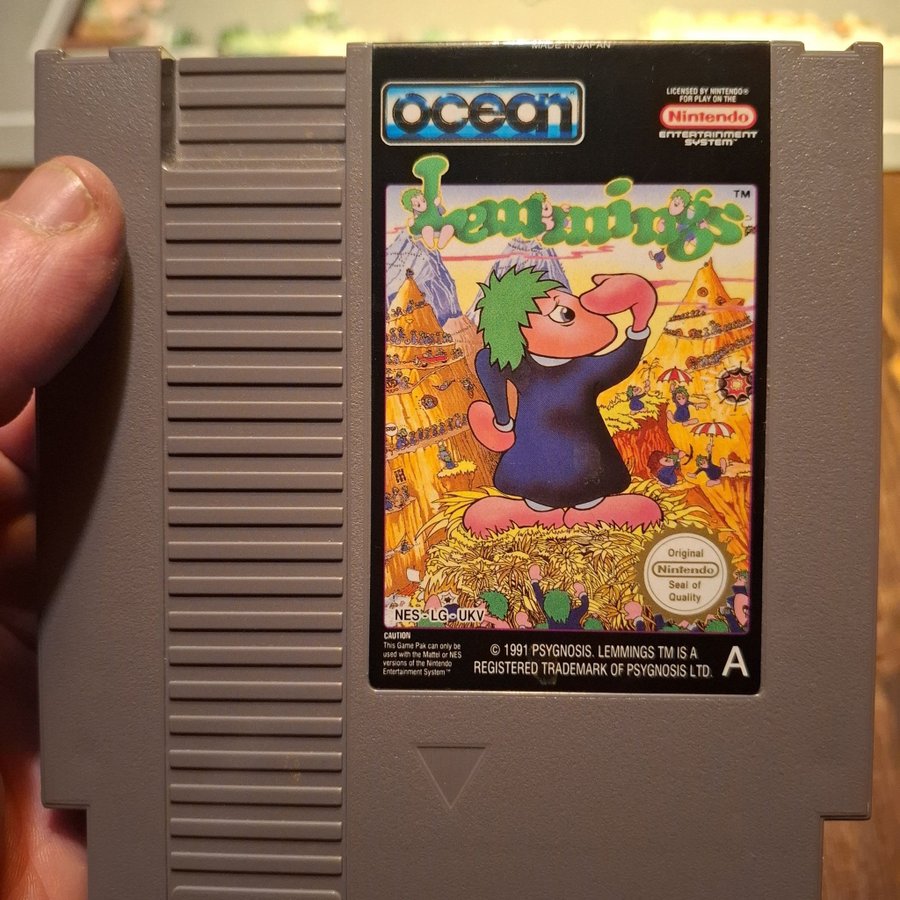 MADE IN JAPAN
ocean
LICENSED BY NINTENDO®
FOR PLAY ON THE
Nintendo
ENTERTAINMENT
SYSTEM™
Lemmings™
Original
Nintendo
Seal of
Quality
NES-LG-UKV
CAUTION
This Game Pak can only be
used with the Mattel or NES
versions of the Nintendo
Entertainment System™
© 1991 PSYGNOSIS. LEMMINGS TM IS A
REGISTERED TRADEMARK OF PSYGNOSIS LTD.
A